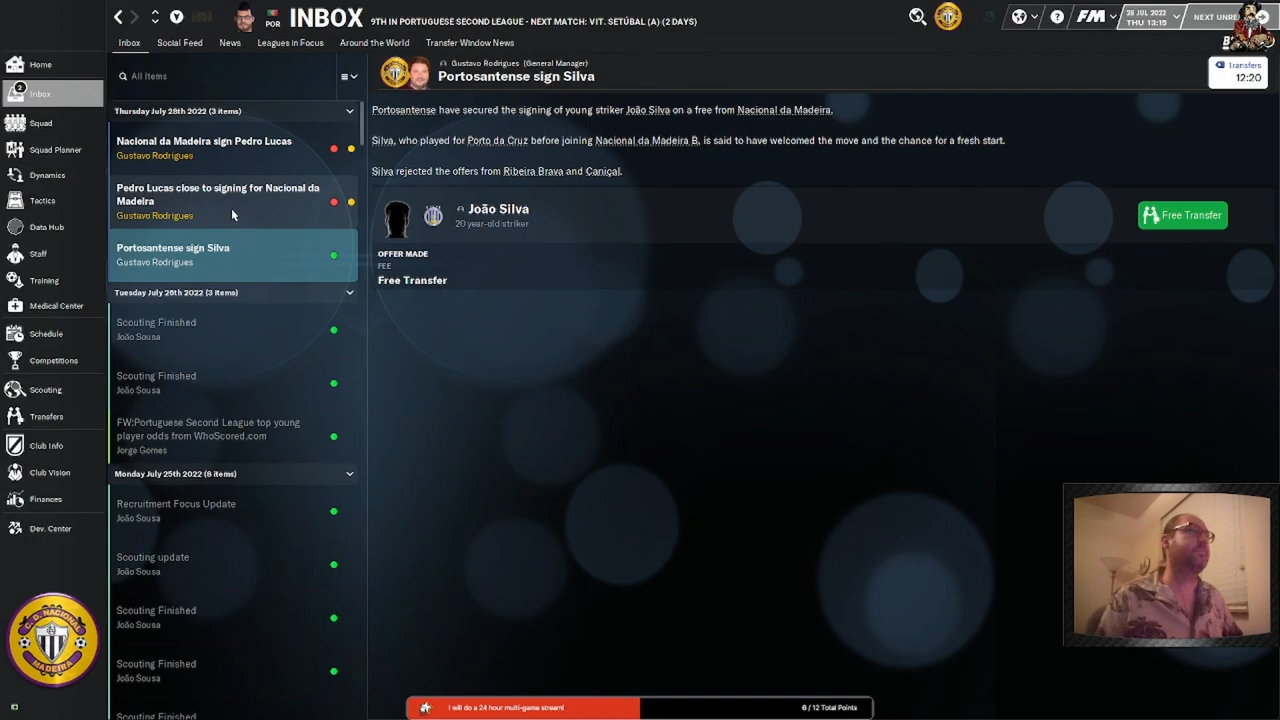 POR
INBOX
9TH IN PORTUGUESE SECOND LEAGUE - NEXT MATCH: VIT. SETÚBAL (A) (2 DAYS)
FM
28 JUL 2022
THU 13:15
Inbox
Social Feed
News
Leagues in Focus
Around the World
Transfer Window News
Home
2
Inbox
Squad
Squad Planner
Dynamics
Tactics
Data Hub
Staff
Training
Medical Center
Schedule
Competitions
Scouting
Transfers
Club Info
Club Vision
Finances
Dev. Center
C. D. NACIONAL
MADEIRA
All Items
Thursday July 28th 2022 (3 items)
Nacional da Madeira sign Pedro Lucas
Gustavo Rodrigues
Pedro Lucas close to signing for Nacional da
Madeira
Gustavo Rodrigues
Portosantense sign Silva
Gustavo Rodrigues
Tuesday July 26th 2022 (3 items)
Scouting Finished
João Sousa
Scouting Finished
João Sousa
FW:Portuguese Second League top young
player odds from WhoScored.com
Jorge Gomes
Monday July 25th 2022 (6 items)
Recruitment Focus Update
João Sousa
Scouting update
João Sousa
Scouting Finished
João Sousa
Scouting Finished
João Sousa
Scouting Finished
Gustavo Rodrigues (General Manager)
Portosantense sign Silva
Transfers
12:20
Portosantense have secured the signing of young striker João Silva on a free from Nacional da Madeira.
Silva, who played for Porto da Cruz before joining Nacional da Madeira B, is said to have welcomed the move and the chance for a fresh start.
Silva rejected the offers from Ribeira Brava and Caniçal.
João Silva
20 year-old striker
Free Transfer
OFFER MADE
FEE
Free Transfer
I will do a 24 hour multi-game stream!
6 / 12 Total Points